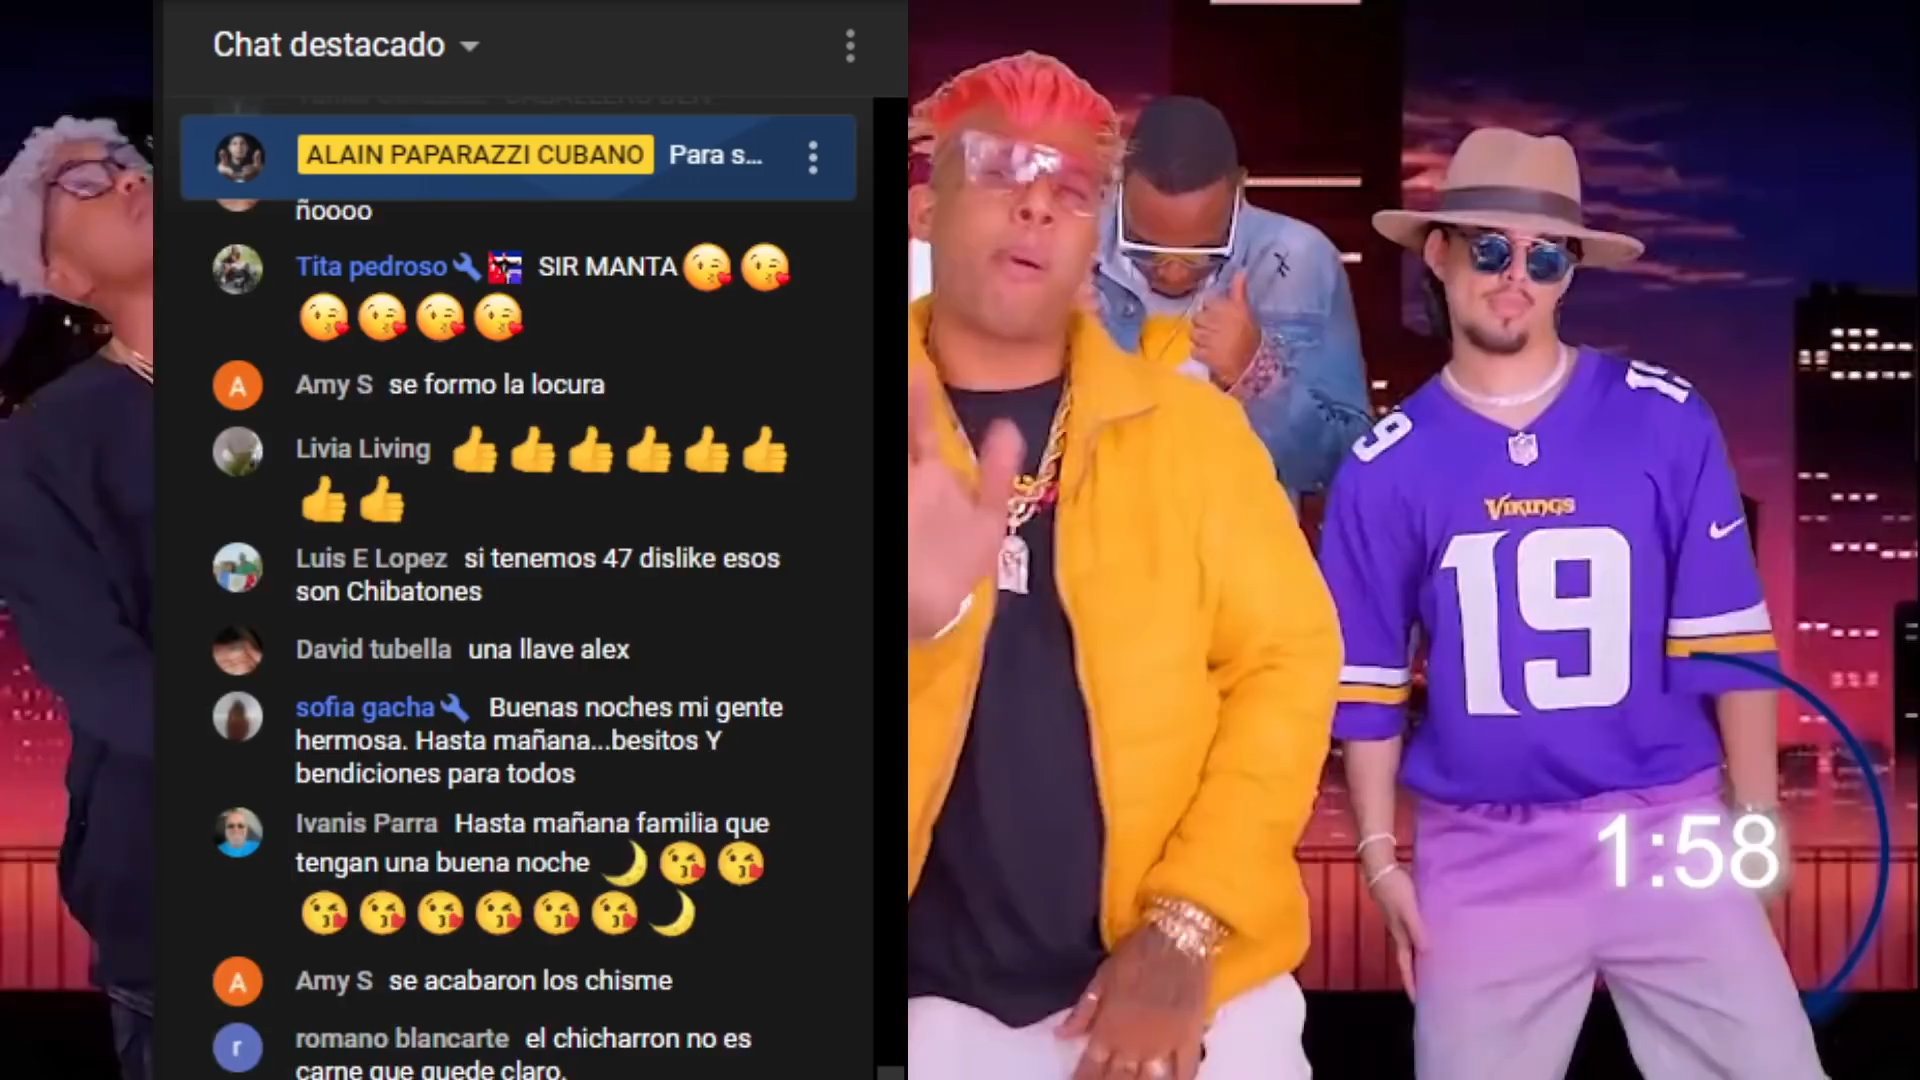 Chat destacado
ALAIN PAPARAZZI CUBANO Para s...
ñoooo
Tita pedroso SIR MANTA
Amy S se formo la locura
Livia Living
Luis E Lopez si tenemos 47 dislike esos
son Chibatones
David tubella una llave alex
sofia gacha Buenas noches mi gente
hermosa. Hasta mañana...besitos Y
bendiciones para todos
Ivanis Parra Hasta mañana familia que
tengan una buena noche
A
Amy S se acabaron los chisme
r
romano blancarte el chicharron no es
carne que quede claro.
19
19
VIKINGS
19
1:58